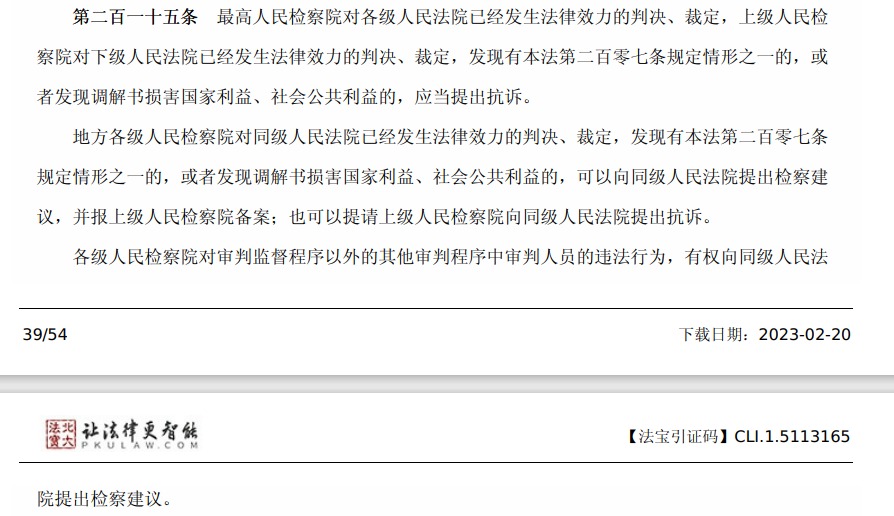 第二百一十五条　最高人民检察院对各级人民法院已经发生法律效力的判决、裁定，上级人民检
察院对下级人民法院已经发生法律效力的判决、裁定，发现有本法第二百零七条规定情形之一的，或
者发现调解书损害国家利益、社会公共利益的，应当提出抗诉。
地方各级人民检察院对同级人民法院已经发生法律效力的判决、裁定，发现有本法第二百零七条
规定情形之一的，或者发现调解书损害国家利益、社会公共利益的，可以向同级人民法院提出检察建
议，并报上级人民检察院备案；也可以提请上级人民检察院向同级人民法院提出抗诉。
各级人民检察院对审判监督程序以外的其他审判程序中审判人员的违法行为，有权向同级人民法
39/54
下载日期：2023-02-20
北大法宝
让法律更智能
PKULAW.COM
【法宝引证码】CLI.1.5113165
院提出检察建议。